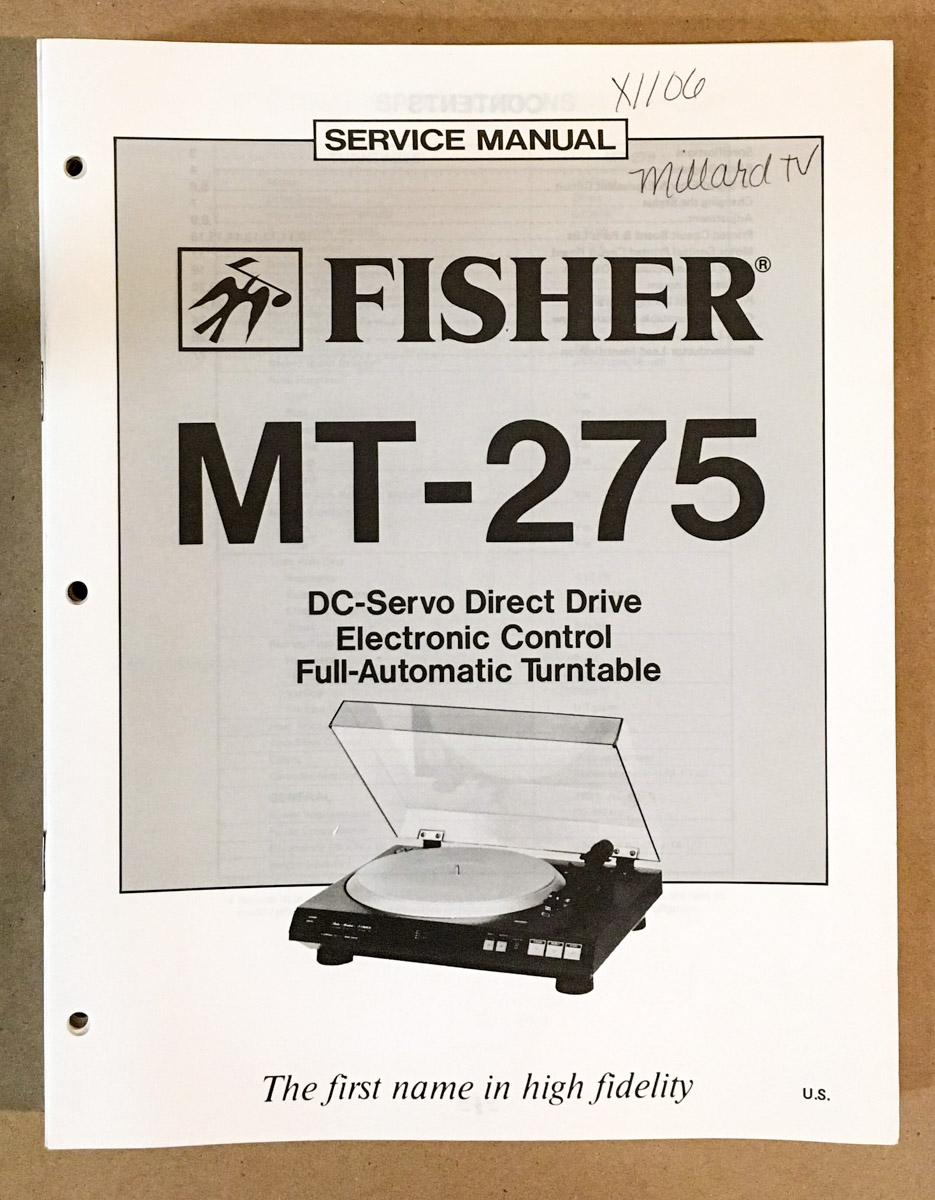 X1106
SERVICE MANUAL
Millard TV
FISHER®
MT-275
DC-Servo Direct Drive
Electronic Control
Full-Automatic Turntable
The first name in high fidelity
U.S.